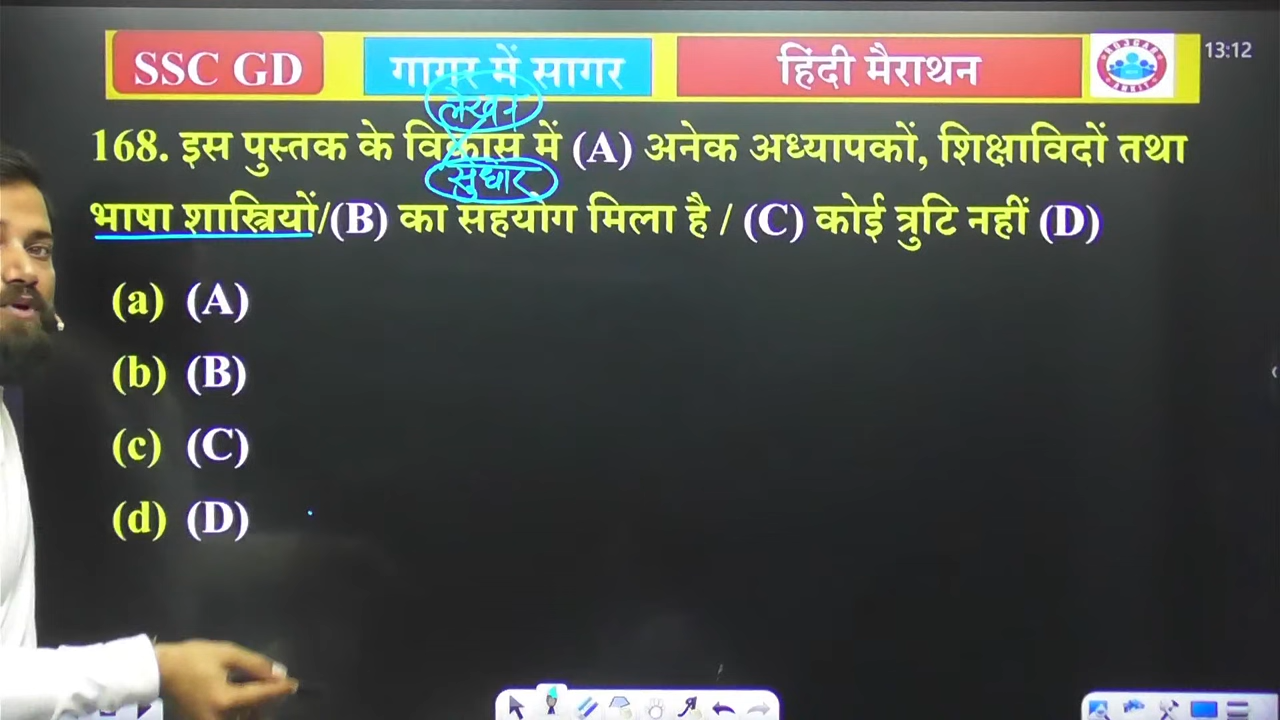 SSC GD गागर में सागर हिंदी मैराथन 13:12
लेखन
168. इस पुस्तक के विकास में (A) अनेक अध्यापकों, शिक्षाविदों तथा
सुधार
भाषा शास्त्रियों/(B) का सहयोग मिला है / (C) कोई त्रुटि नहीं (D)
(a) (A)
(b) (B)
(c) (C)
(d) (D)